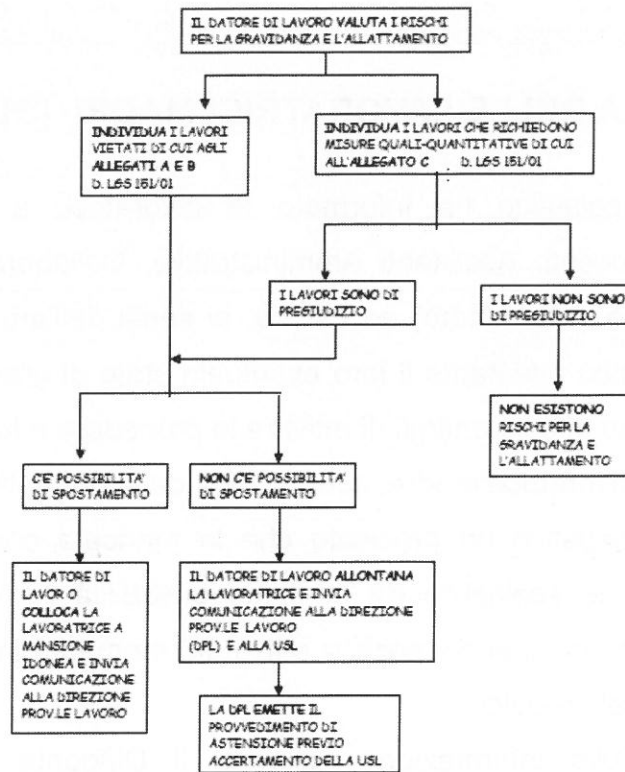 IL DATORE DI LAVORO VALUTA I RISCHI
PER LA GRAVIDANZA E L'ALLATTAMENTO
INDIVIDUA I LAVORI
VIETATI DI CUI AGLI
ALLEGATI A E B
D. LGS 151/01
INDIVIDUA I LAVORI CHE RICHIEDONO
MISURE QUALI-QUANTITATIVE DI CUI
ALL'ALLEGATO C D. LGS 151/01
I LAVORI SONO DI
PREGIUDIZIO
I LAVORI NON SONO
DI PREGIUDIZIO
NON ESISTONO
RISCHI PER LA
GRAVIDANZA E
L'ALLATTAMENTO
C'E' POSSIBILITA'
DI SPOSTAMENTO
NON C'E' POSSIBILITA'
DI SPOSTAMENTO
IL DATORE DI
LAVORO
COLLOCA LA
LAVORATRICE A
MANSIONE
IDONEA E INVIA
COMUNICAZIONE
ALLA DIREZIONE
PROV.LE LAVORO
IL DATORE DI LAVORO ALLONTANA
LA LAVORATRICE E INVIA
COMUNICAZIONE ALLA DIREZIONE
PROV.LE LAVORO
(DPL) E ALLA USL
LA DPL EMETTE IL
PROVVEDIMENTO DI
ASTENSIONE PREVIO
ACCERTAMENTO DELLA USL